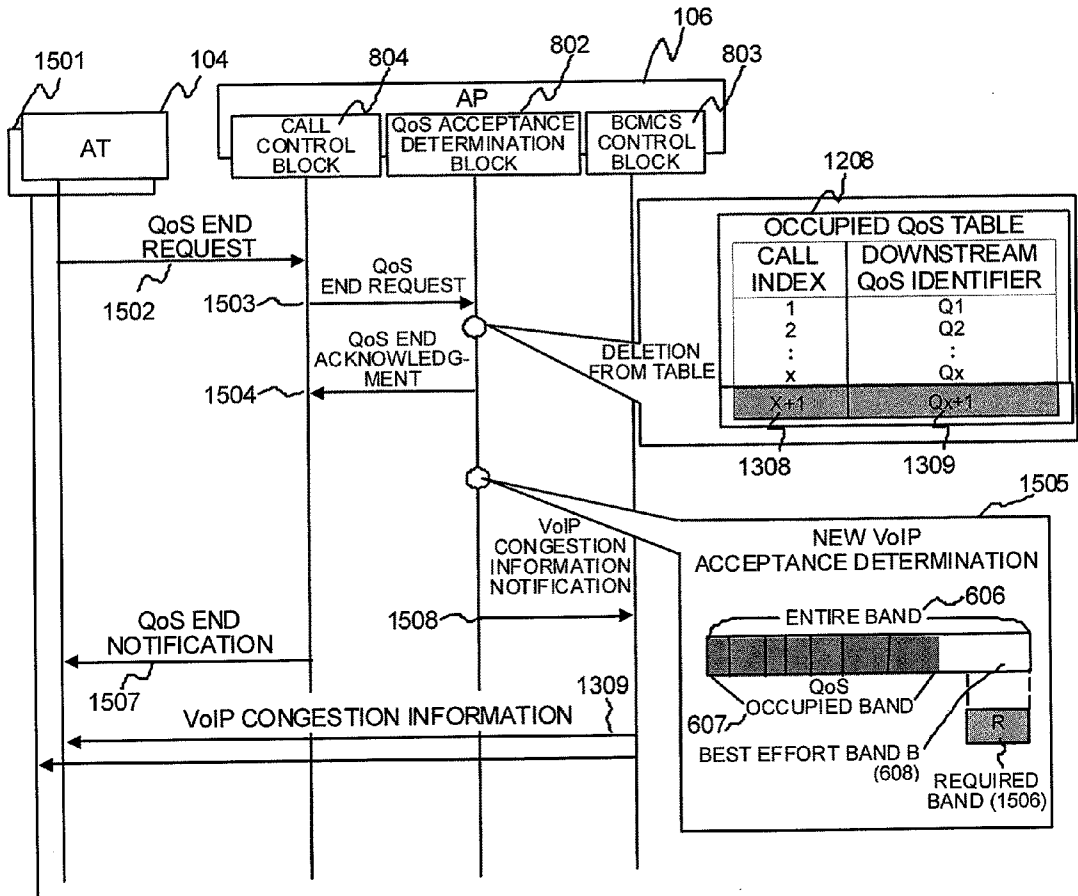 106
1501
104
804
802
803
AP
AT
CALL
CONTROL
BLOCK
QoS ACCEPTANCE
DETERMINATION
BLOCK
BCMCS
CONTROL
BLOCK
1208
OCCUPIED QoS TABLE
CALL
INDEX
DOWNSTREAM
QoS IDENTIFIER
1 Q1
2 Q2
: :
x Qx
X+1 Qx+1
1308
1309
QoS END
REQUEST
1502
QoS
END REQUEST
1503
DELETION
FROM TABLE
QoS END
ACKNOWLEDG-
MENT
1504
1505
NEW VoIP
ACCEPTANCE DETERMINATION
VoIP
CONGESTION
INFORMATION
NOTIFICATION
1508
606
ENTIRE BAND
QoS
OCCUPIED BAND
607
BEST EFFORT BAND B
(608)
R
REQUIRED
BAND (1506)
QoS END
NOTIFICATION
1507
1309
VoIP CONGESTION INFORMATION